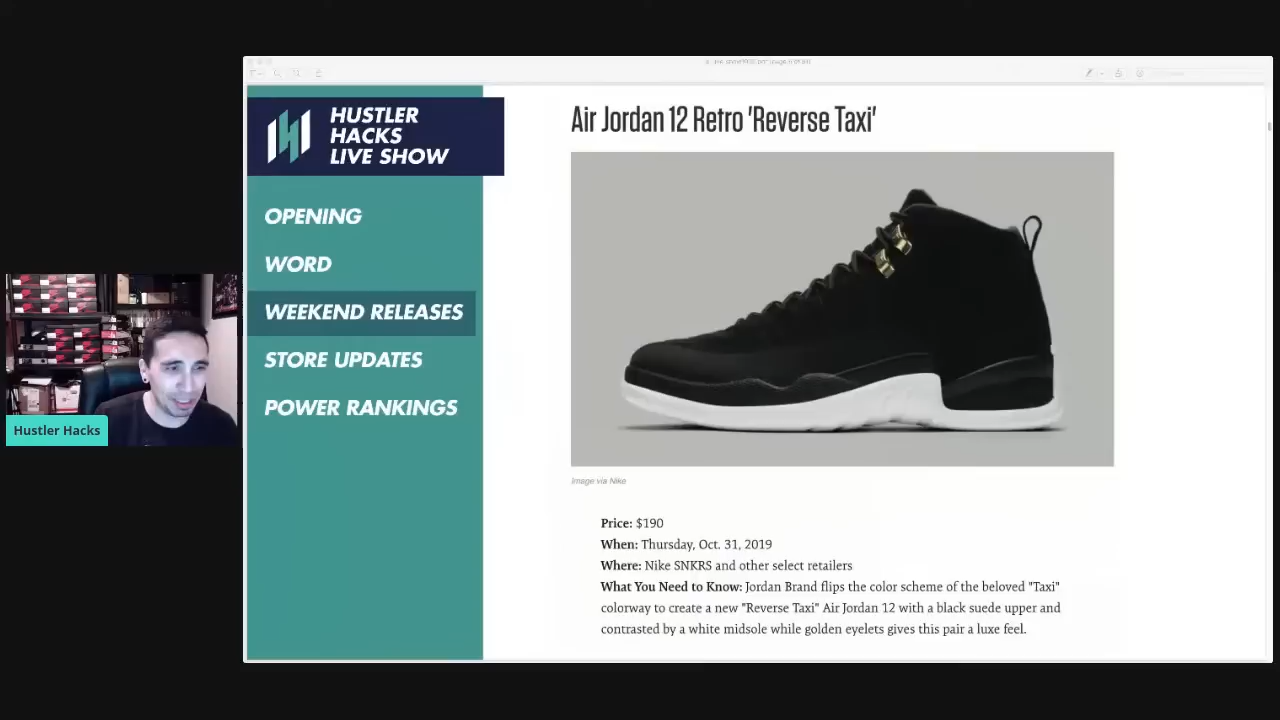 HUSTLER
HACKS
LIVE SHOW
OPENING
WORD
WEEKEND RELEASES
STORE UPDATES
POWER RANKINGS
Hustler Hacks
Air Jordan 12 Retro 'Reverse Taxi'
Image via Nike
Price: $190
When: Thursday, Oct. 31, 2019
Where: Nike SNKRS and other select retailers
What You Need to Know: Jordan Brand flips the color scheme of the beloved "Taxi"
colorway to create a new "Reverse Taxi" Air Jordan 12 with a black suede upper and
contrasted by a white midsole while golden eyelets gives this pair a luxe feel.